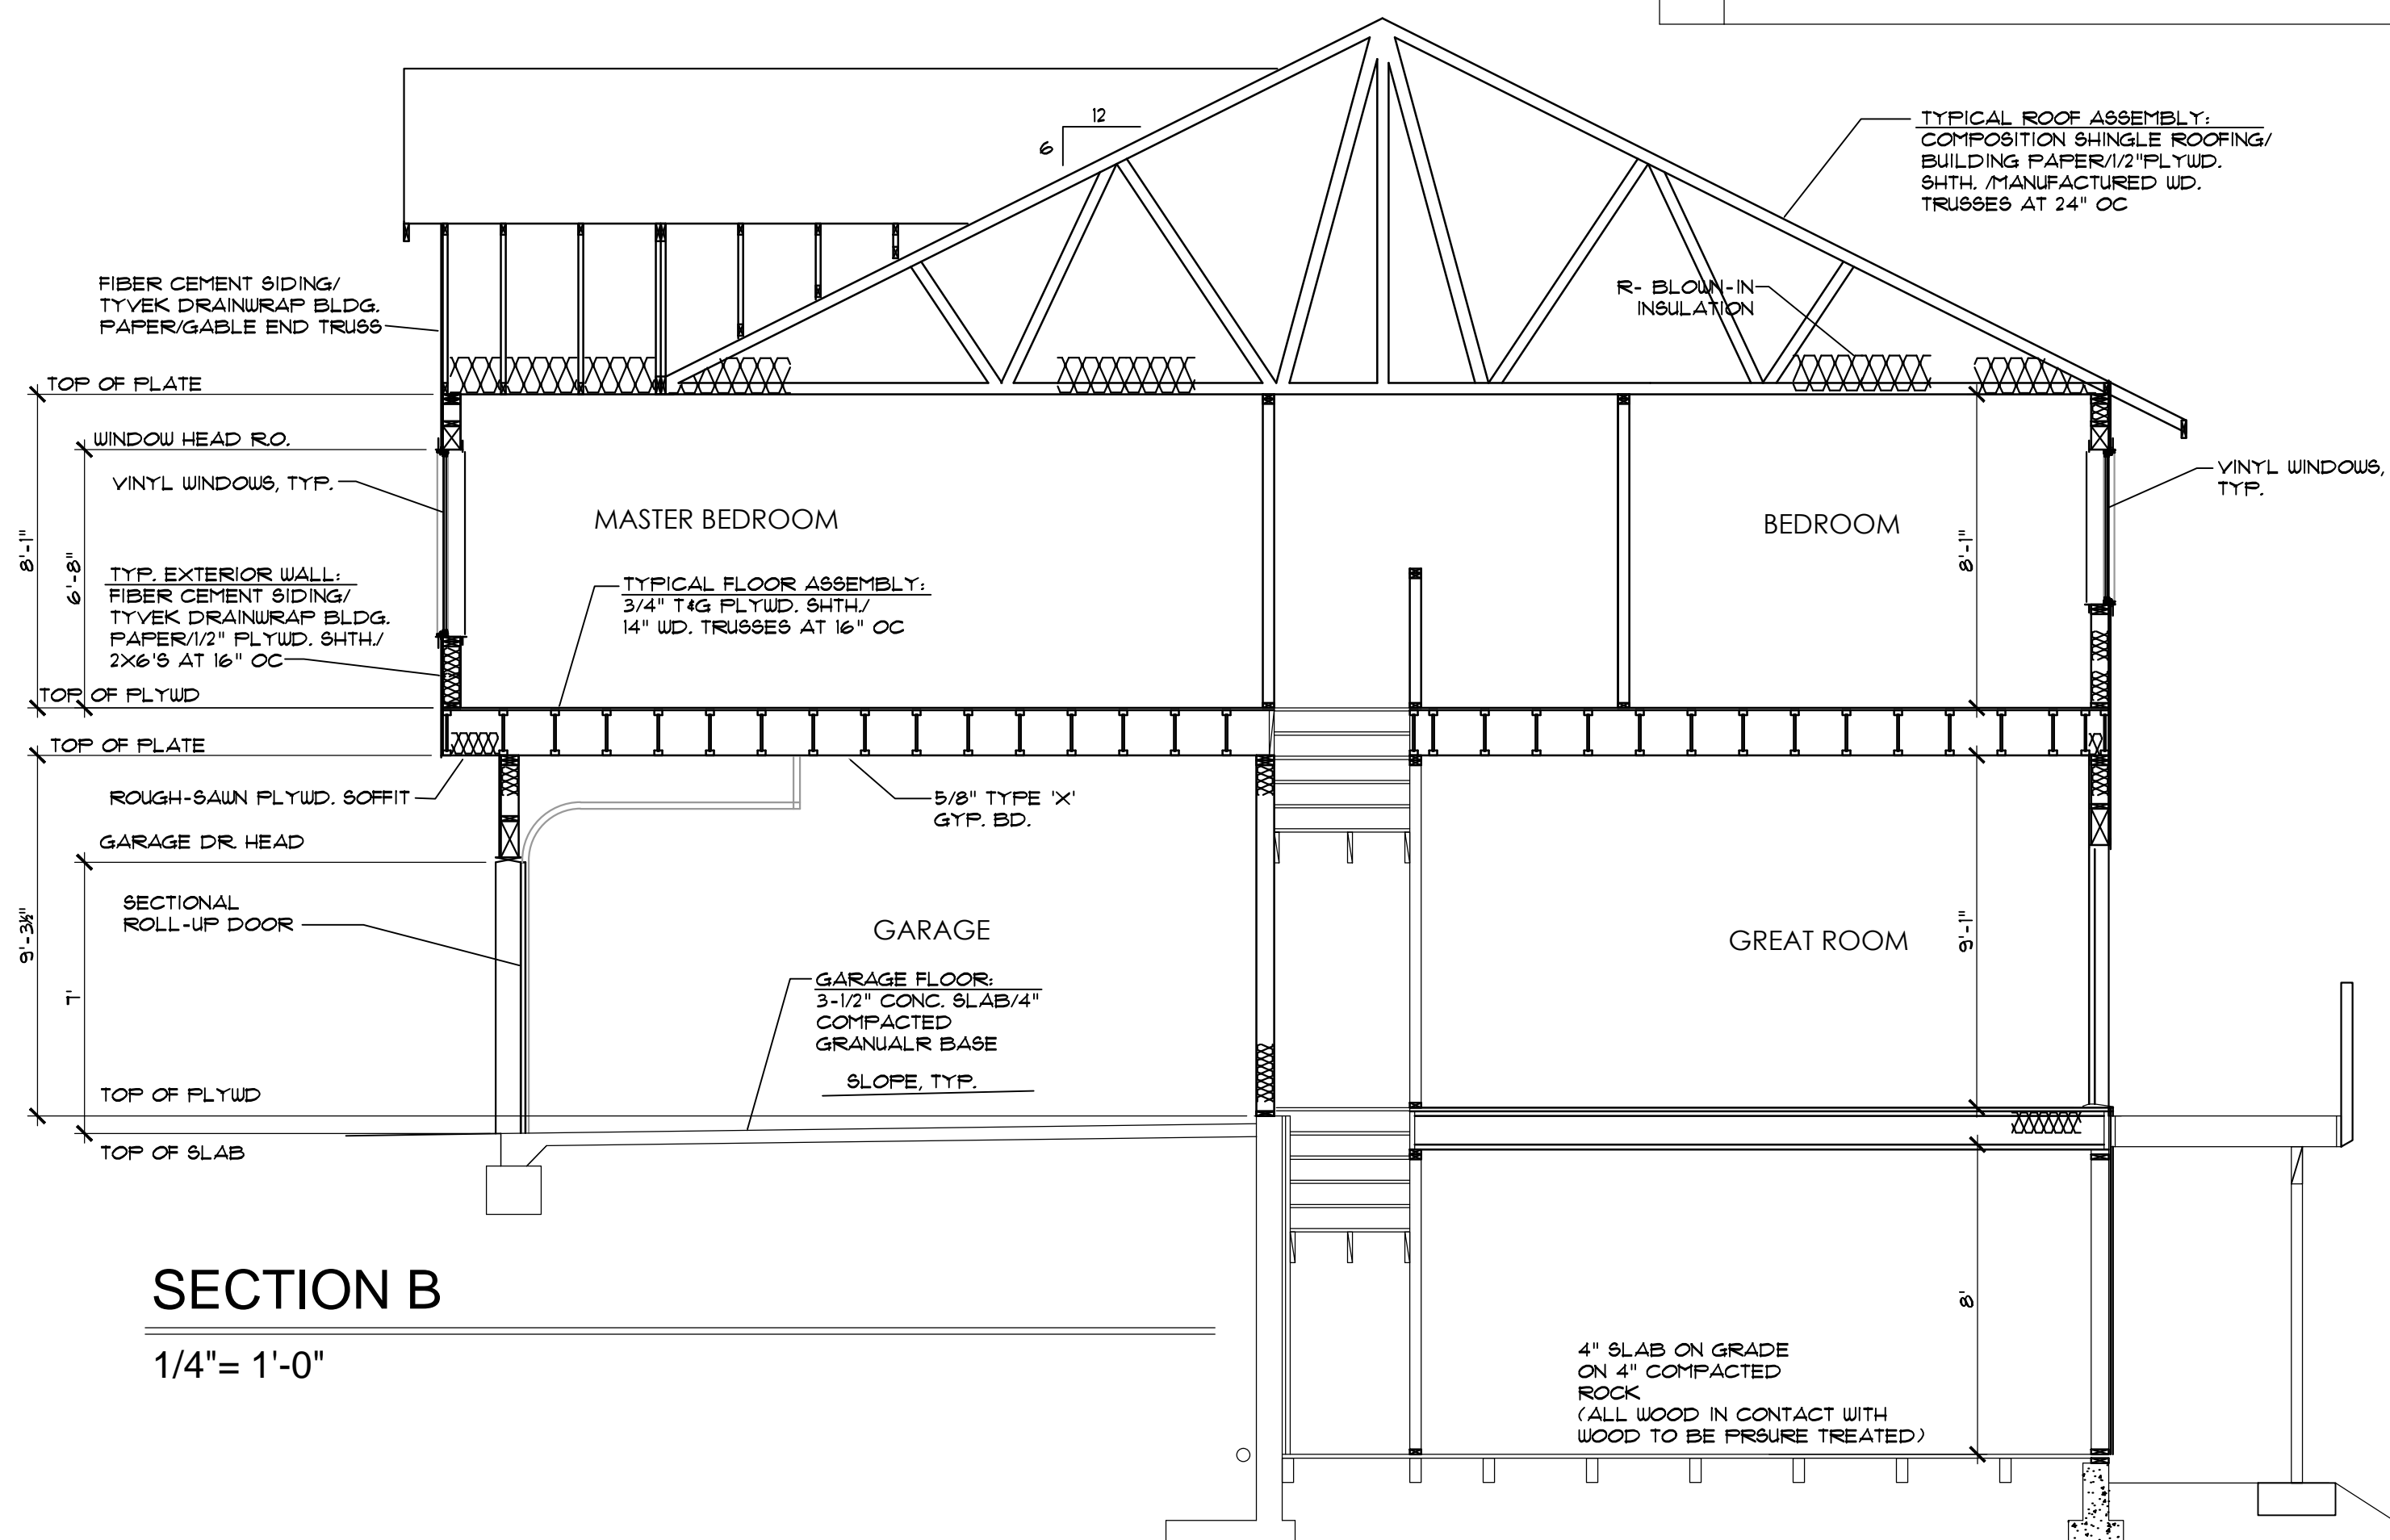 12
6
TYPICAL ROOF ASSEMBLY:
COMPOSITION SHINGLE ROOFING/
BUILDING PAPER/1/2"PLYWD.
SHTH. /MANUFACTURED WD.
TRUSSES AT 24" OC
FIBER CEMENT SIDING/
TYVEK DRAINWRAP BLDG.
PAPER/GABLE END TRUSS
R- BLOWN-IN
INSULATION
TOP OF PLATE
WINDOW HEAD R.O.
VINYL WINDOWS, TYP.
VINYL WINDOWS,
TYP.
MASTER BEDROOM
BEDROOM
8'-1"
6'-8"
8'-1"
TYP. EXTERIOR WALL:
FIBER CEMENT SIDING/
TYVEK DRAINWRAP BLDG.
PAPER/1/2" PLYWD. SHTH./
2X6'S AT 16" OC
TYPICAL FLOOR ASSEMBLY:
3/4" T&G PLYWD. SHTH./
14" WD. TRUSSES AT 16" OC
TOP OF PLYWD
TOP OF PLATE
ROUGH-SAWN PLYWD. SOFFIT
5/8" TYPE 'X'
GYP. BD.
GARAGE DR. HEAD
SECTIONAL
ROLL-UP DOOR
9'-3½"
7'
GARAGE
GREAT ROOM
9'-1"
GARAGE FLOOR:
3-1/2" CONC. SLAB/4"
COMPACTED
GRANUALR BASE
SLOPE, TYP.
TOP OF PLYWD
TOP OF SLAB
SECTION B
1/4"= 1'-0"
8'
4" SLAB ON GRADE
ON 4" COMPACTED
ROCK
(ALL WOOD IN CONTACT WITH
WOOD TO BE PRSURE TREATED)